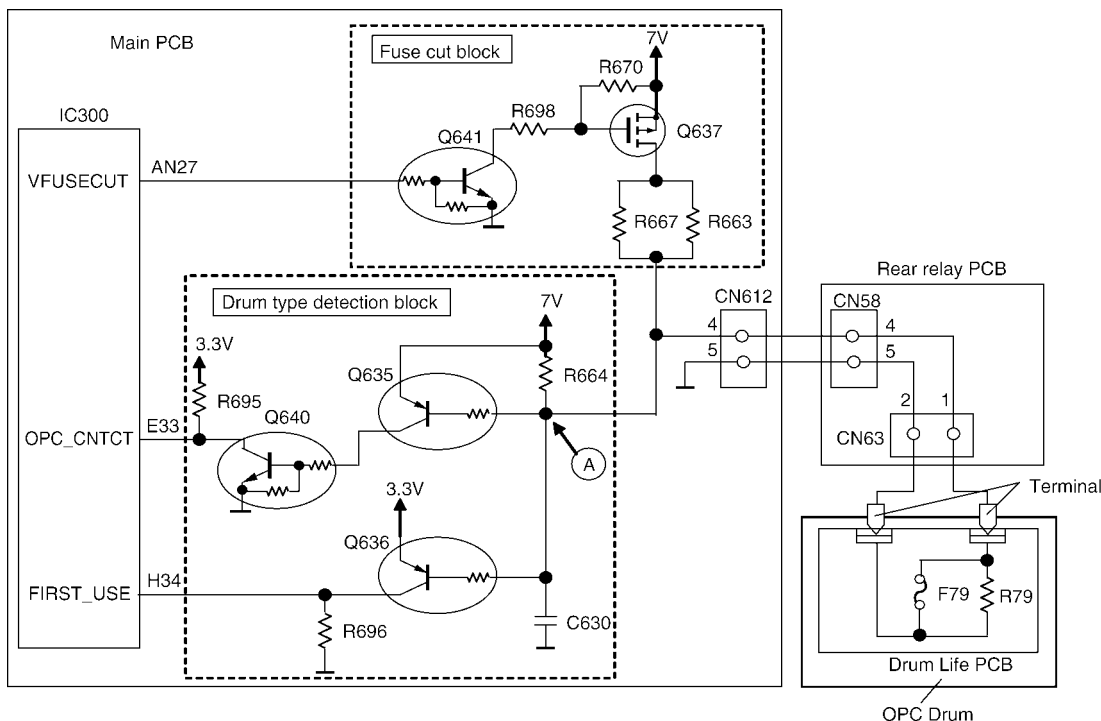 Main PCB
Fuse cut block
7V
R670
R698
Q637
IC300
Q641
VFUSECUT
AN27
R667
R663
Rear relay PCB
Drum type detection block
CN612
CN58
7V
4
4
3.3V
5
5
Q635
R664
R695
Q640
2
1
OPC_CNTCT
E33
CN63
A
3.3V
Terminal
Q636
H34
FIRST_USE
F79
R79
C630
R696
Drum Life PCB
OPC Drum